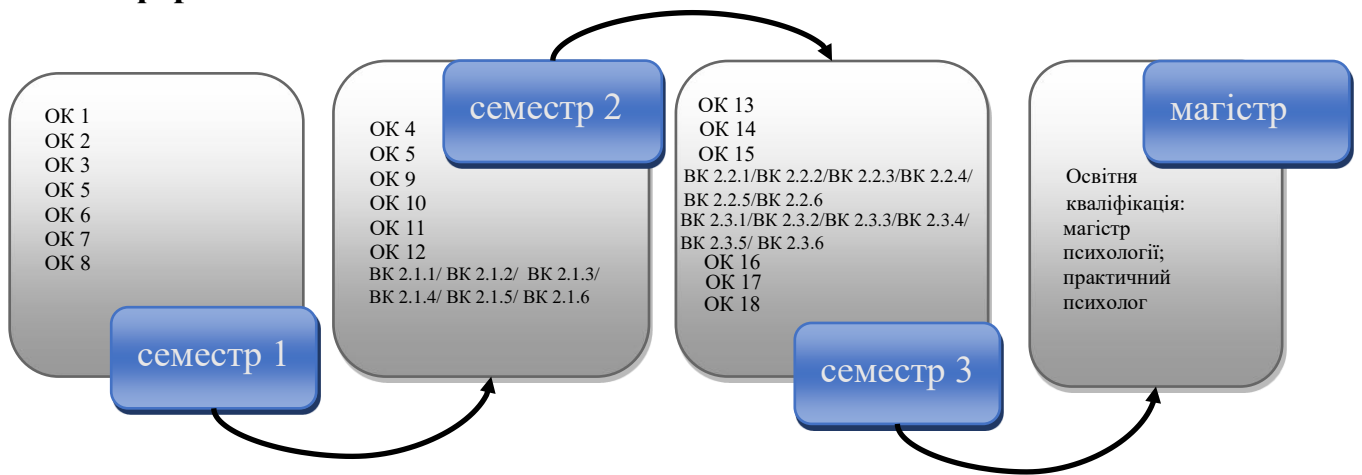 ОК 1
ОК 2
ОК 3
ОК 5
ОК 6
ОК 7
ОК 8
семестр 1
семестр 2
ОК 4
ОК 5
ОК 9
ОК 10
ОК 11
ОК 12
ВК 2.1.1/ ВК 2.1.2/ ВК 2.1.3/
ВК 2.1.4/ ВК 2.1.5/ ВК 2.1.6
ОК 13
ОК 14
ОК 15
ВК 2.2.1/ВК 2.2.2/ВК 2.2.3/ВК 2.2.4/
ВК 2.2.5/ВК 2.2.6
ВК 2.3.1/ВК 2.3.2/ВК 2.3.3/ВК 2.3.4/
ВК 2.3.5/ ВК 2.3.6
ОК 16
ОК 17
ОК 18
семестр 3
магістр
Освітня
кваліфікація:
магістр
психології;
практичний
психолог